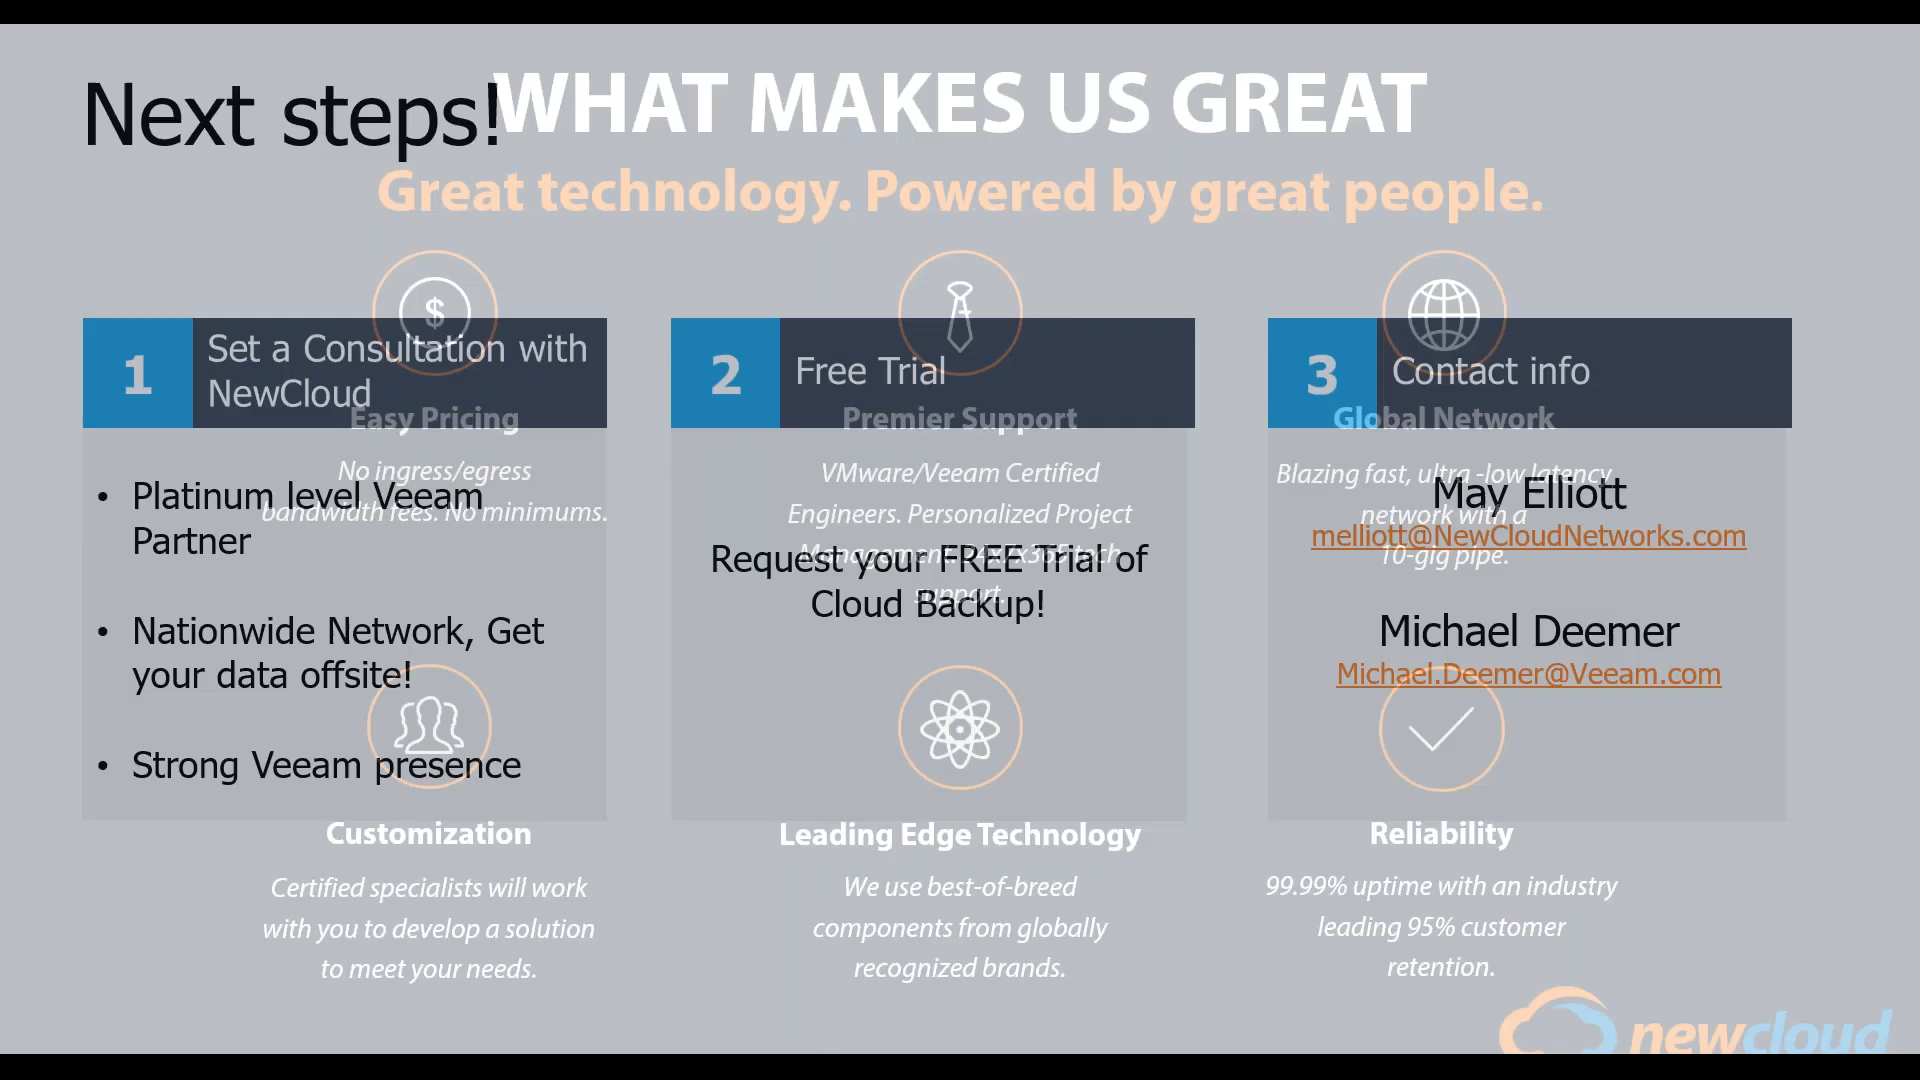 Next steps!
WHAT MAKES US GREAT
Great technology. Powered by great people.
$
1
Set a Consultation with
NewCloud
2
Free Trial
3
Contact info
Easy Pricing
No ingress/egress
bandwidth fees. No minimums.
Premier Support
VMware/Veeam Certified
Engineers. Personalized Project
Management. 24x7x365 tech
support.
Global Network
Blazing fast, ultra -low latency
network with a
10-gig pipe.
• Platinum level Veeam
Partner
• Nationwide Network, Get
your data offsite!
• Strong Veeam presence
Request your FREE Trial of
Cloud Backup!
May Elliott
melliott@NewCloudNetworks.com
Michael Deemer
Michael.Deemer@Veeam.com
Customization
Certified specialists will work
with you to develop a solution
to meet your needs.
Leading Edge Technology
We use best-of-breed
components from globally
recognized brands.
Reliability
99.99% uptime with an industry
leading 95% customer
retention.
newcloud